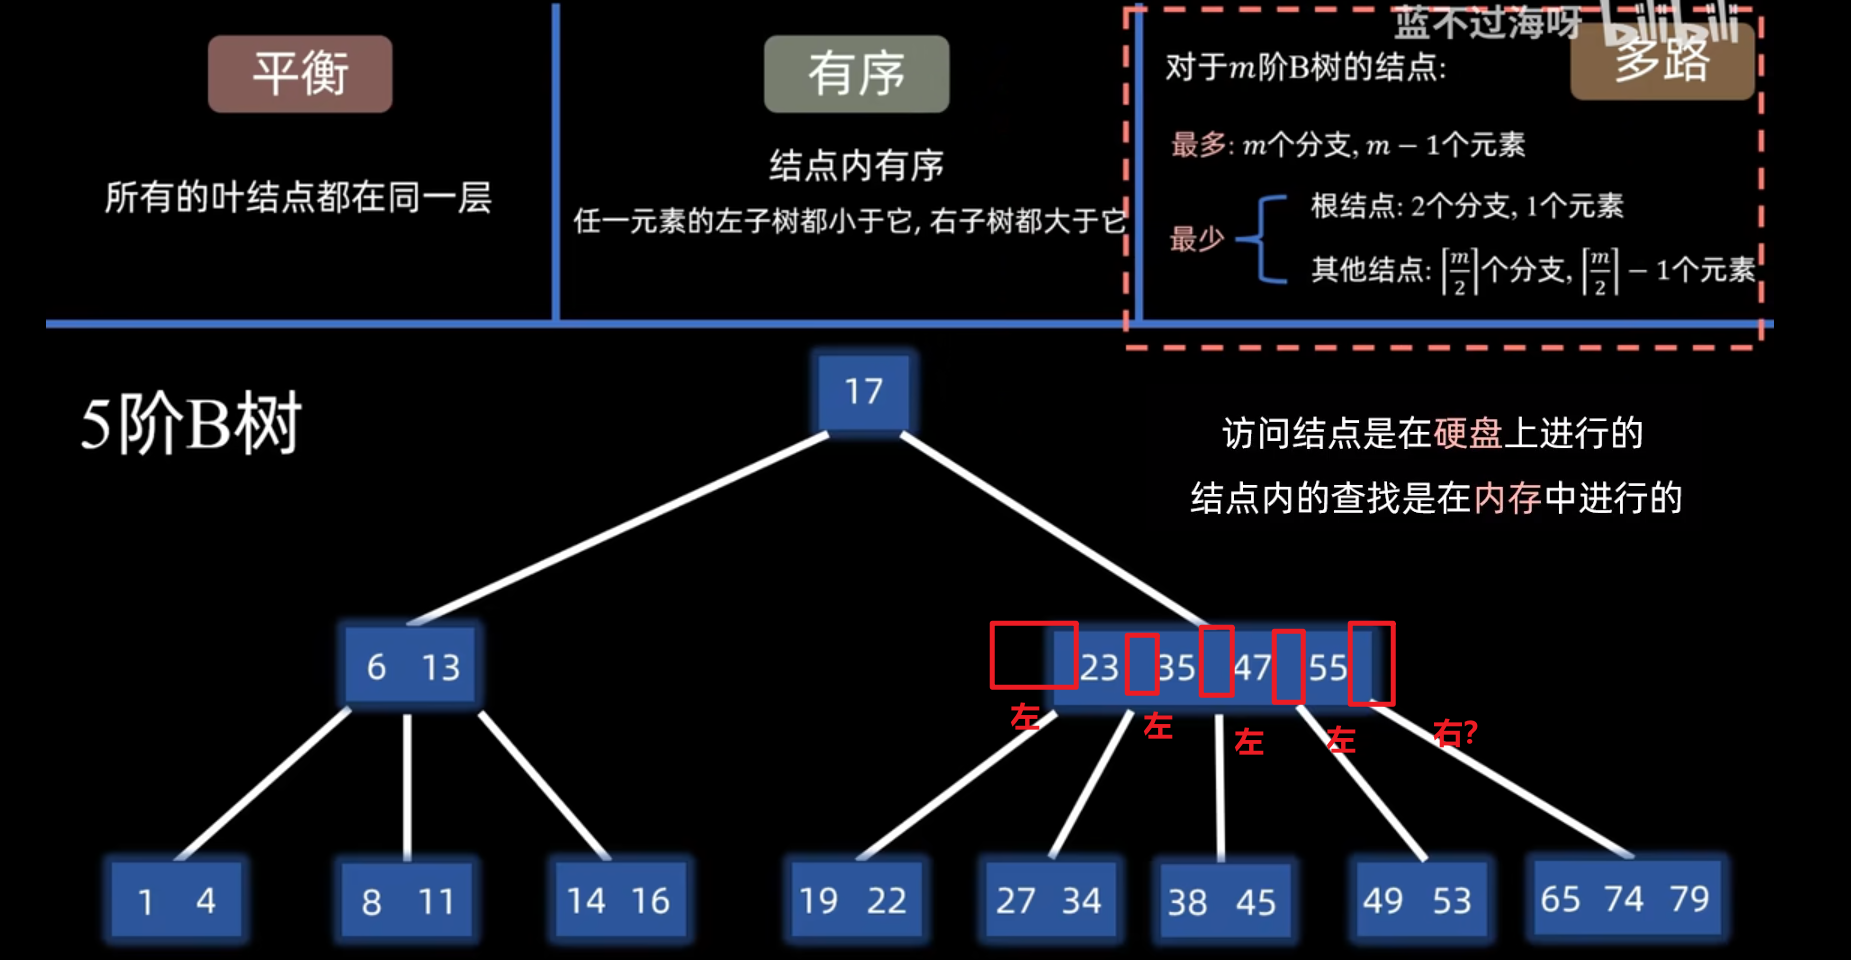 蓝不过海呀 bilibili
平衡
所有的叶结点都在同一层
有序
结点内有序
任一元素的左子树都小于它, 右子树都大于它
多路
对于m阶B树的结点:
最多: m个分支, m − 1个元素
最少
根结点: 2个分支, 1个元素
其他结点: ⌈m/2⌉个分支, ⌈m/2⌉ − 1个元素
5阶B树
17
访问结点是在硬盘上进行的
结点内的查找是在内存中进行的
6 13
23 35 47 55
左 左 左 左 右?
1 4
8 11
14 16
19 22
27 34
38 45
49 53
65 74 79